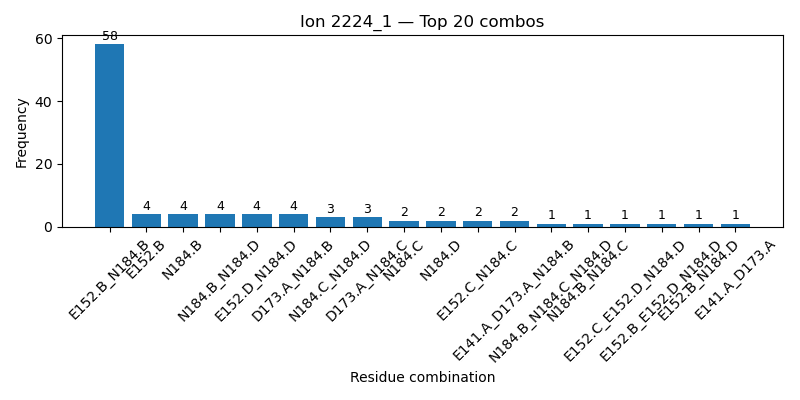 Ion 2224_1 — Top 20 combos
Frequency
60
40
20
0
58
4
4
4
4
4
3
3
2
2
2
2
1
1
1
1
1
1
E152.B_N184.B
E152.B
N184.B
N184.B_N184.D
E152.D_N184.D
D173.A_N184.B
N184.C_N184.D
D173.A_N184.C
N184.C
N184.D
E152.C_N184.C
E141.A_D173.A_N184.B
N184.B_N184.C_N184.D
N184.B_N184.C
E152.C_E152.D_N184.D
E152.B_E152.D_N184.D
E152.B_N184.D
E141.A_D173.A
Residue combination